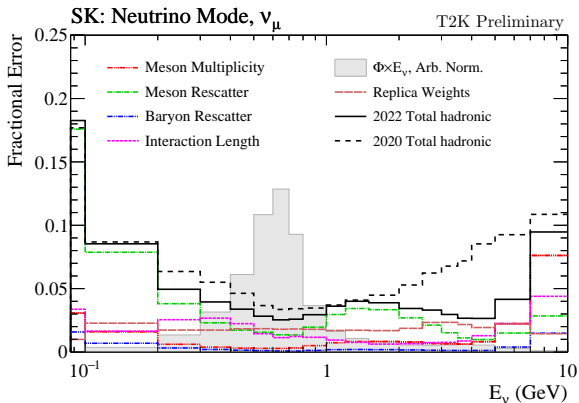 SK: Neutrino Mode, νμ
T2K Preliminary
Fractional Error
0.25
0.2
0.15
0.1
0.05
0
Meson Multiplicity
Meson Rescatter
Baryon Rescatter
Interaction Length
Φ×Eν, Arb. Norm.
Replica Weights
2022 Total hadronic
2020 Total hadronic
10⁻¹
1
10
Eν (GeV)